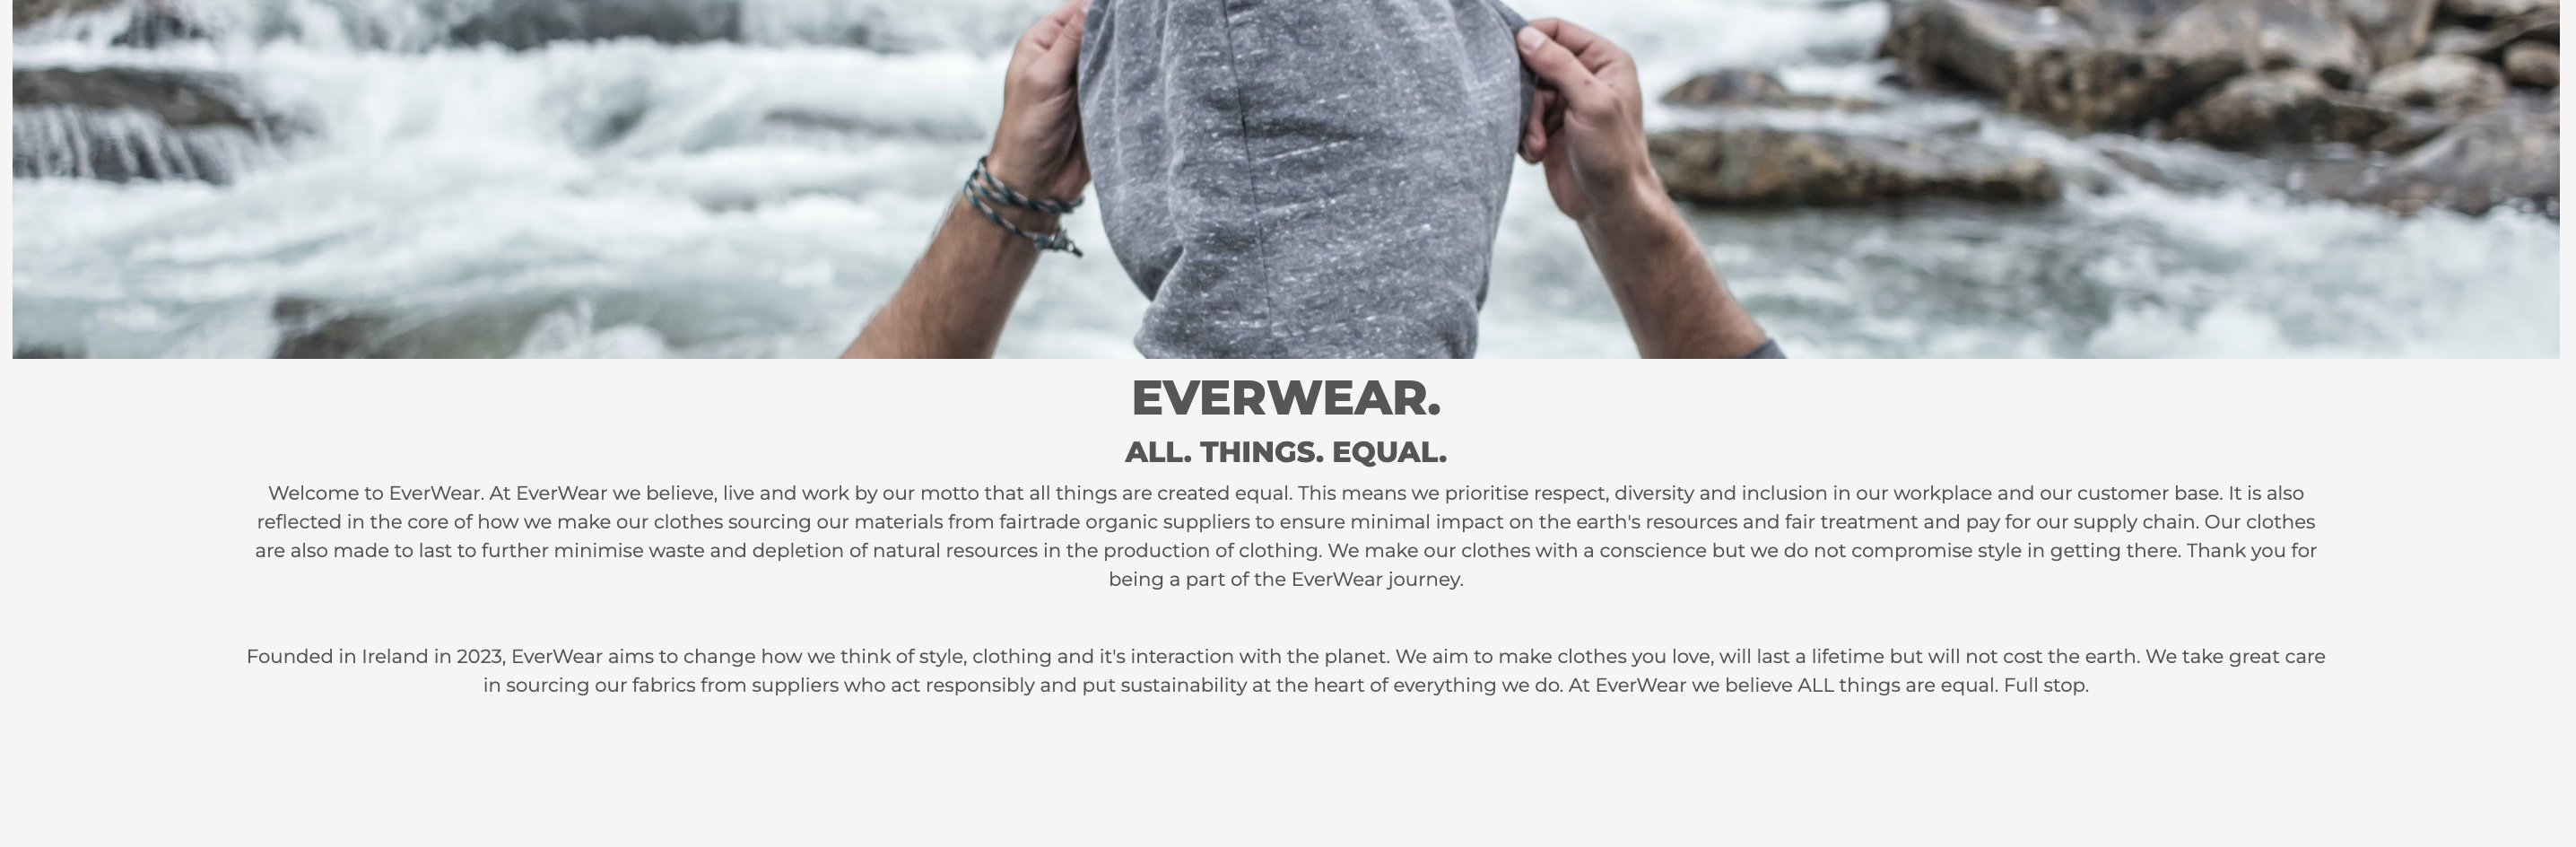 EVERWEAR.
ALL. THINGS. EQUAL.
Welcome to EverWear. At EverWear we believe, live and work by our motto that all things are created equal. This means we prioritise respect, diversity and inclusion in our workplace and our customer base. It is also
reflected in the core of how we make our clothes sourcing our materials from fairtrade organic suppliers to ensure minimal impact on the earth's resources and fair treatment and pay for our supply chain. Our clothes
are also made to last to further minimise waste and depletion of natural resources in the production of clothing. We make our clothes with a conscience but we do not compromise style in getting there. Thank you for
being a part of the EverWear journey.
Founded in Ireland in 2023, EverWear aims to change how we think of style, clothing and it's interaction with the planet. We aim to make clothes you love, will last a lifetime but will not cost the earth. We take great care
in sourcing our fabrics from suppliers who act responsibly and put sustainability at the heart of everything we do. At EverWear we believe ALL things are equal. Full stop.